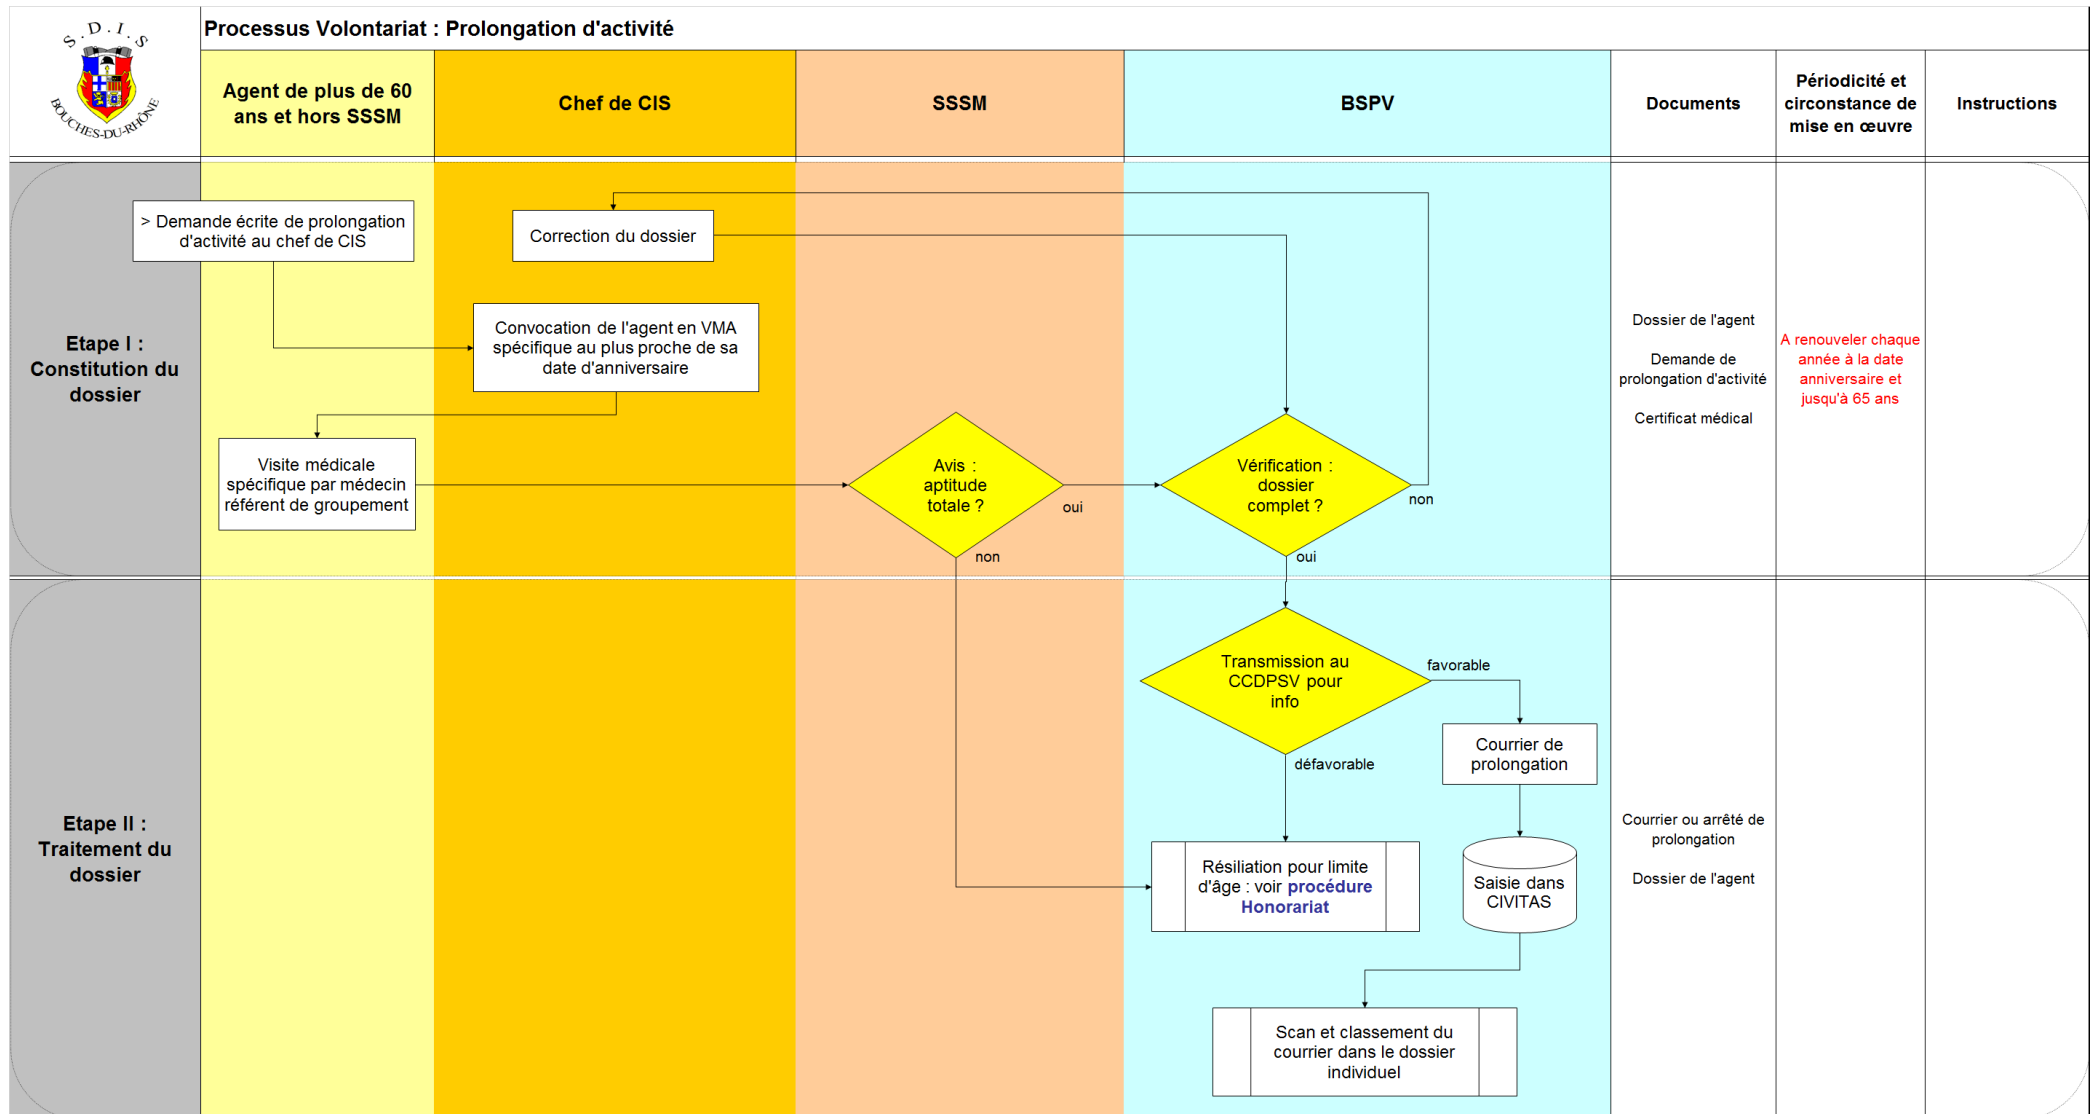 S.D.I.S
BOUCHES-DU-RHÔNE
Processus Volontariat : Prolongation d'activité
Agent de plus de 60
ans et hors SSSM
Chef de CIS
SSSM
BSPV
Documents
Périodicité et
circonstance de
mise en œuvre
Instructions
Etape I :
Constitution du
dossier
> Demande écrite de prolongation
d'activité au chef de CIS
Correction du dossier
Convocation de l'agent en VMA
spécifique au plus proche de sa
date d'anniversaire
Visite médicale
spécifique par médecin
référent de groupement
Avis :
aptitude
totale ?
oui
non
Vérification :
dossier
complet ?
non
oui
Dossier de l'agent
Demande de
prolongation d'activité
Certificat médical
A renouveler chaque
année à la date
anniversaire et
jusqu'à 65 ans
Etape II :
Traitement du
dossier
Transmission au
CCDPSV pour
info
favorable
défavorable
Courrier de
prolongation
Résiliation pour limite
d'âge : voir procédure
Honorariat
Saisie dans
CIVITAS
Scan et classement du
courrier dans le dossier
individuel
Courrier ou arrêté de
prolongation
Dossier de l'agent